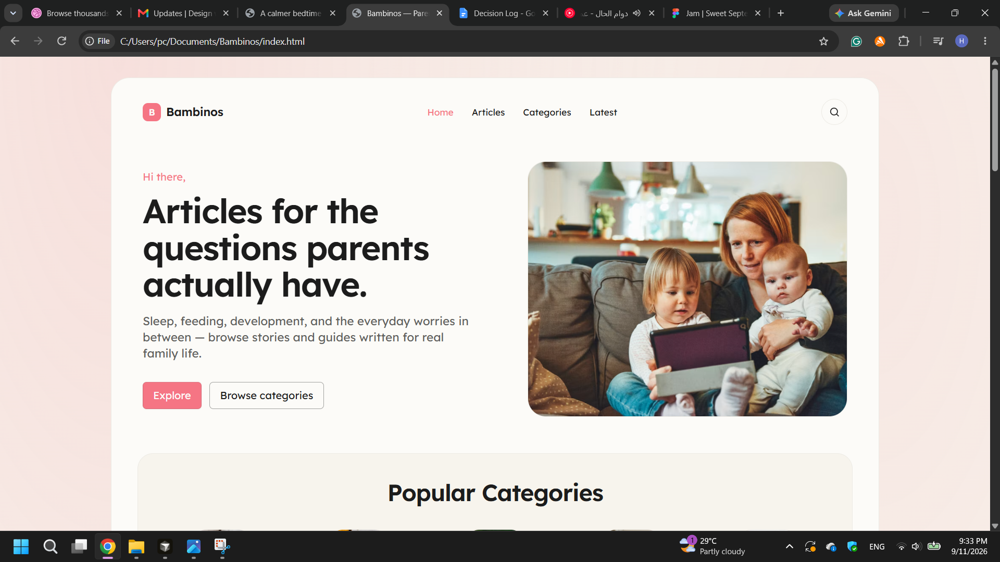 Browse thousands
Updates | Design
A calmer bedtime
Bambinos — Pare
Decision Log - Go
دوام الحال - عد
Jam | Sweet Septe
Ask Gemini
File
C:/Users/pc/Documents/Bambinos/index.html
H
B
Bambinos
Home
Articles
Categories
Latest
Hi there,
Articles for the
questions parents
actually have.
Sleep, feeding, development, and the everyday worries in
between — browse stories and guides written for real
family life.
Explore
Browse categories
Popular Categories
1
29°C
Partly cloudy
ENG
9:33 PM
9/11/2026